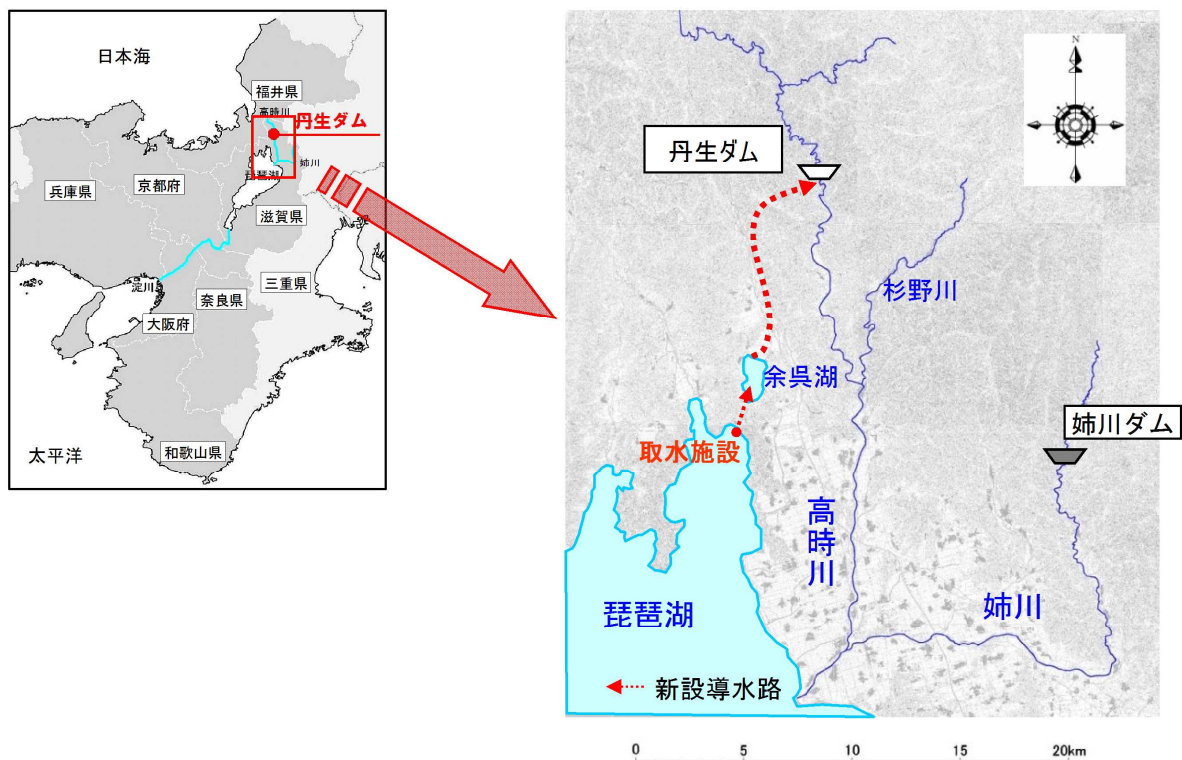 日本海
福井県
高時川
丹生ダム
姉川
琵琶湖
兵庫県
京都府
滋賀県
三重県
淀川
奈良県
大阪府
和歌山県
太平洋
N
丹生ダム
杉野川
余呉湖
姉川ダム
取水施設
高時川
琵琶湖
姉川
新設導水路
0 5 10 15 20km